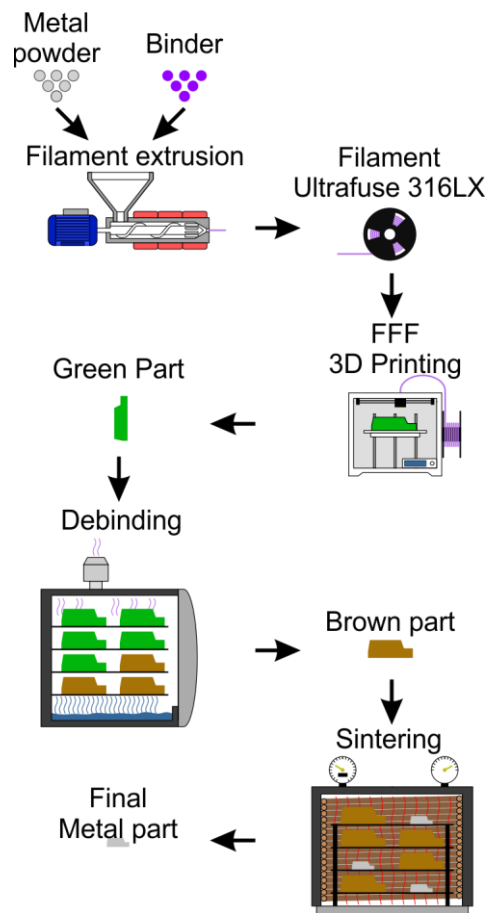 Metal
powder
Binder
Filament extrusion
Filament
Ultrafuse 316LX
FFF
3D Printing
Green Part
Debinding
Brown part
Sintering
Final
Metal part